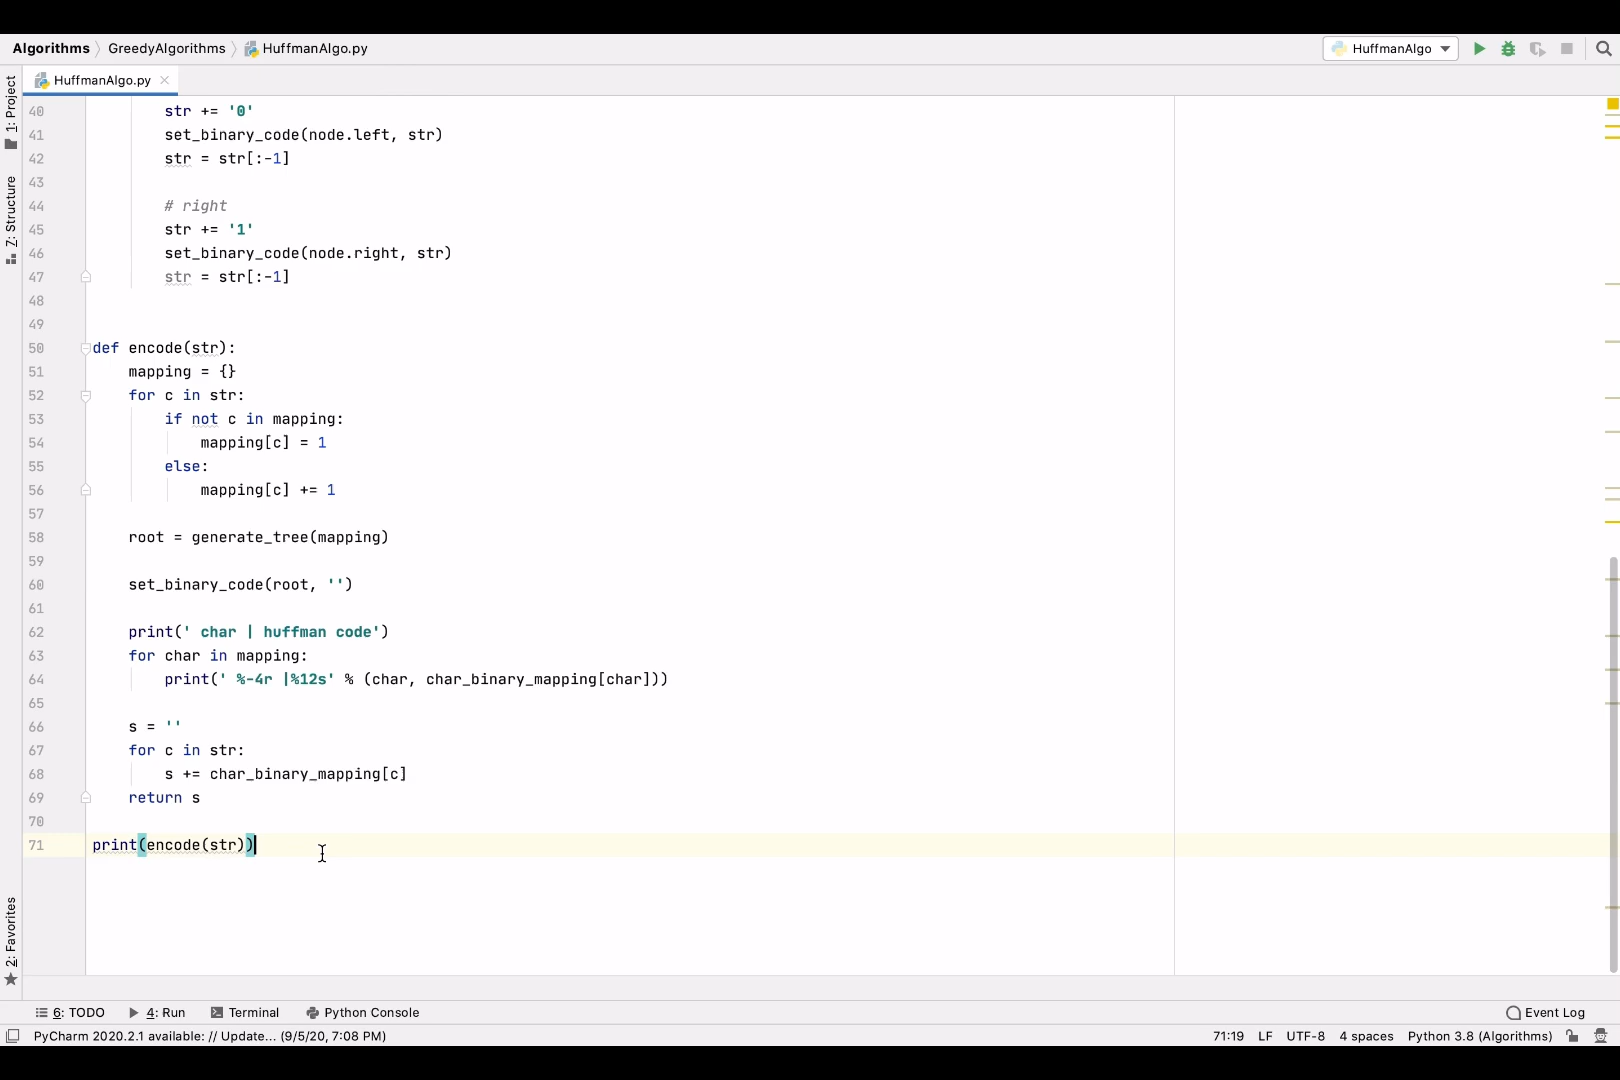 Algorithms GreedyAlgorithms HuffmanAlgo.py HuffmanAlgo
1: Project
HuffmanAlgo.py
40 str += '0'
41 set_binary_code(node.left, str)
42 str = str[:-1]
43
44 # right
45 str += '1'
46 set_binary_code(node.right, str)
47 str = str[:-1]
48
49
50 def encode(str):
51 mapping = {}
52 for c in str:
53 if not c in mapping:
54 mapping[c] = 1
55 else:
56 mapping[c] += 1
57
58 root = generate_tree(mapping)
59
60 set_binary_code(root, '')
61
62 print(' char | huffman code')
63 for char in mapping:
64 print(' %-4r |%12s' % (char, char_binary_mapping[char]))
65
66 s = ''
67 for c in str:
68 s += char_binary_mapping[c]
69 return s
70
71 print(encode(str))
Z: Structure
2: Favorites
6: TODO 4: Run Terminal Python Console Event Log
PyCharm 2020.2.1 available: // Update... (9/5/20, 7:08 PM) 71:19 LF UTF-8 4 spaces Python 3.8 (Algorithms)